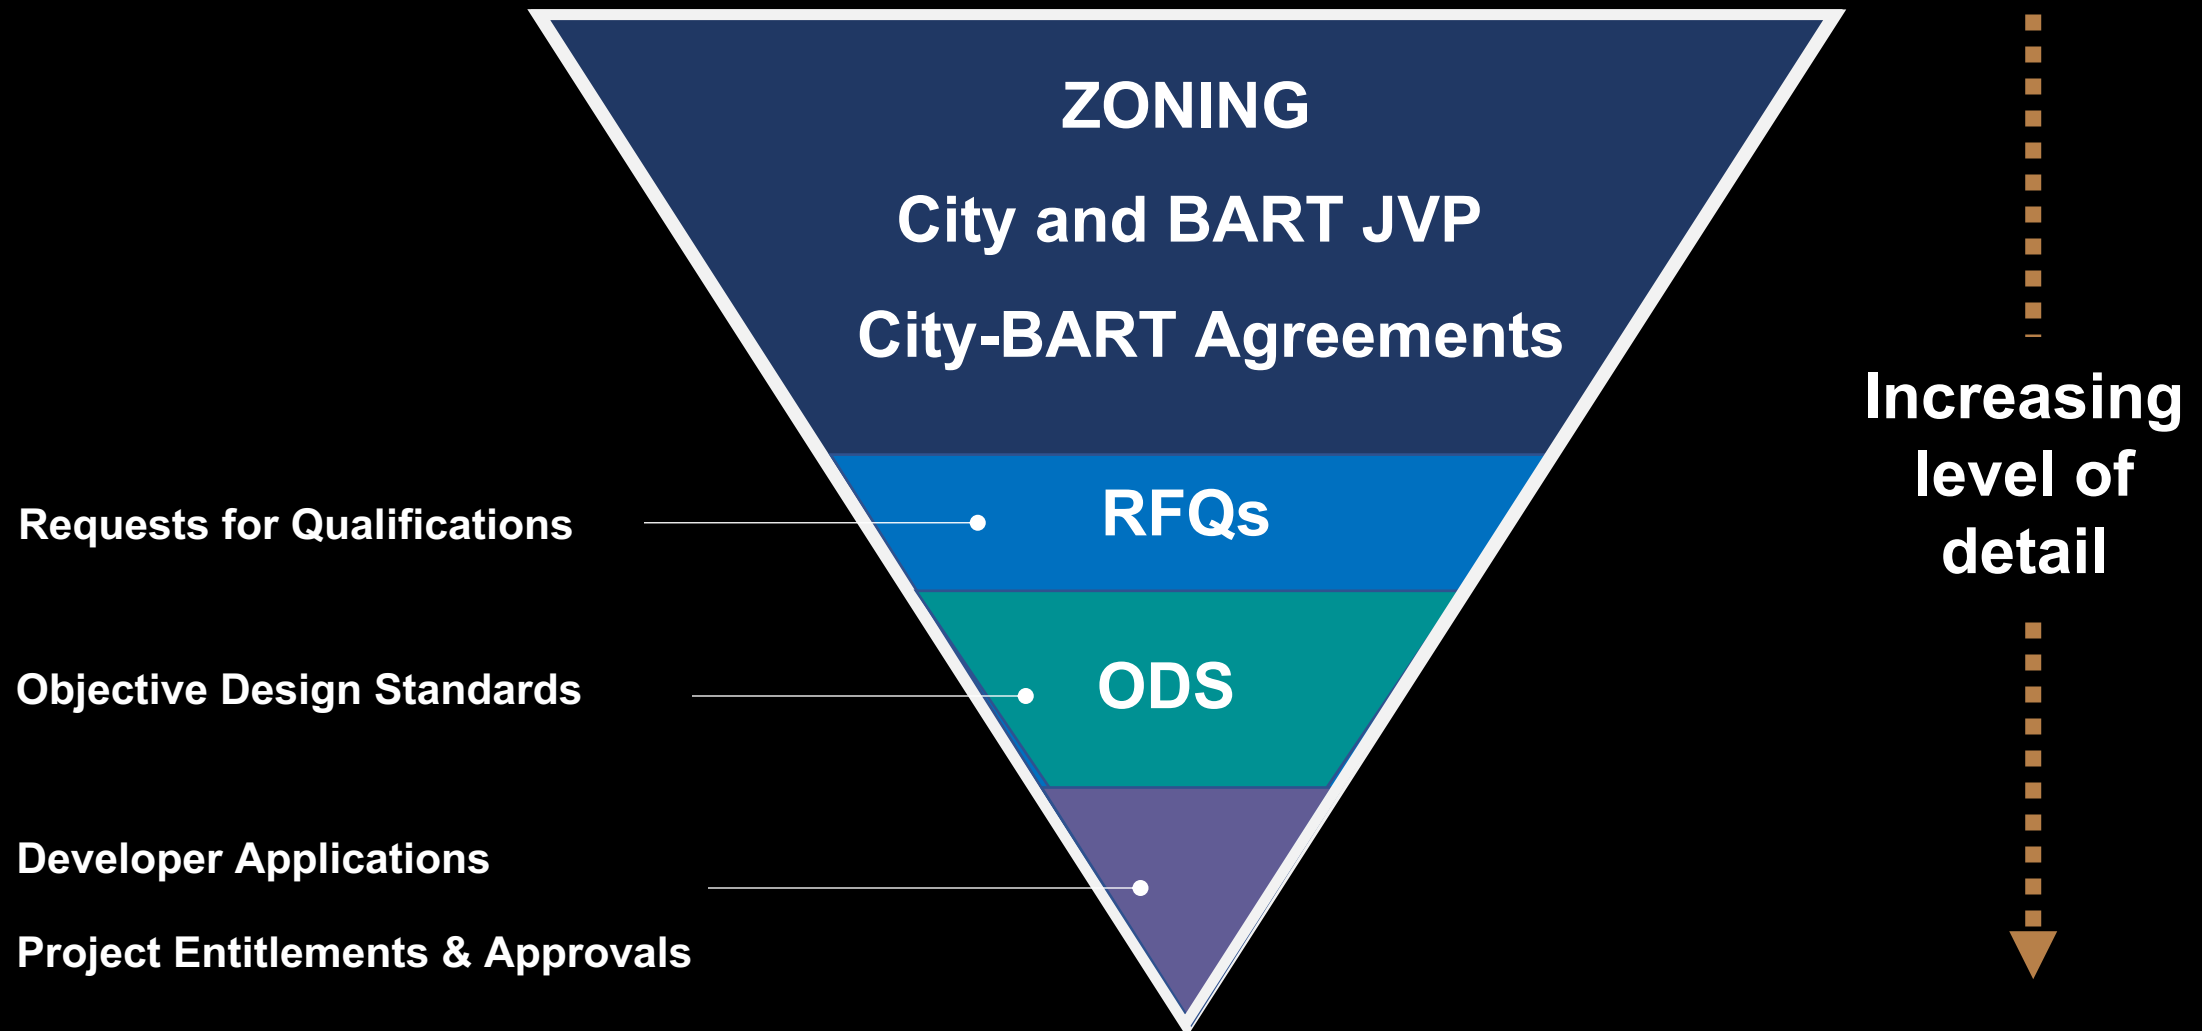 ZONING
City and BART JVP
City-BART Agreements
Increasing
level of
detail
Requests for Qualifications
RFQs
Objective Design Standards
ODS
Developer Applications
Project Entitlements & Approvals